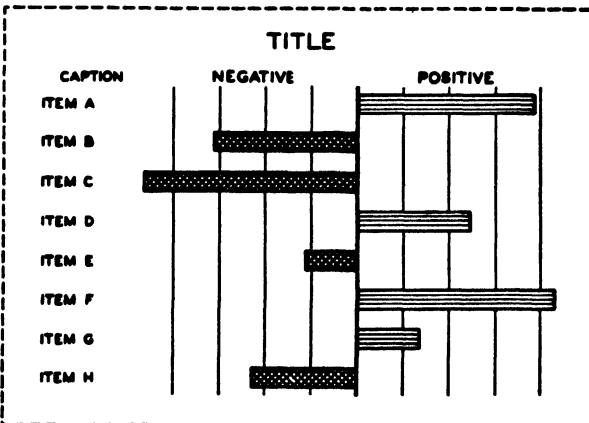 TITLE
CAPTION NEGATIVE POSITIVE
ITEM A
ITEM B
ITEM C
ITEM D
ITEM E
ITEM F
ITEM G
ITEM H